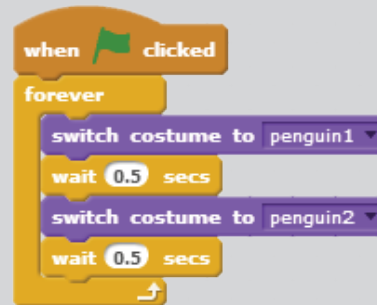 when clicked
forever
switch costume to penguin1
wait 0.5 secs
switch costume to penguin2
wait 0.5 secs